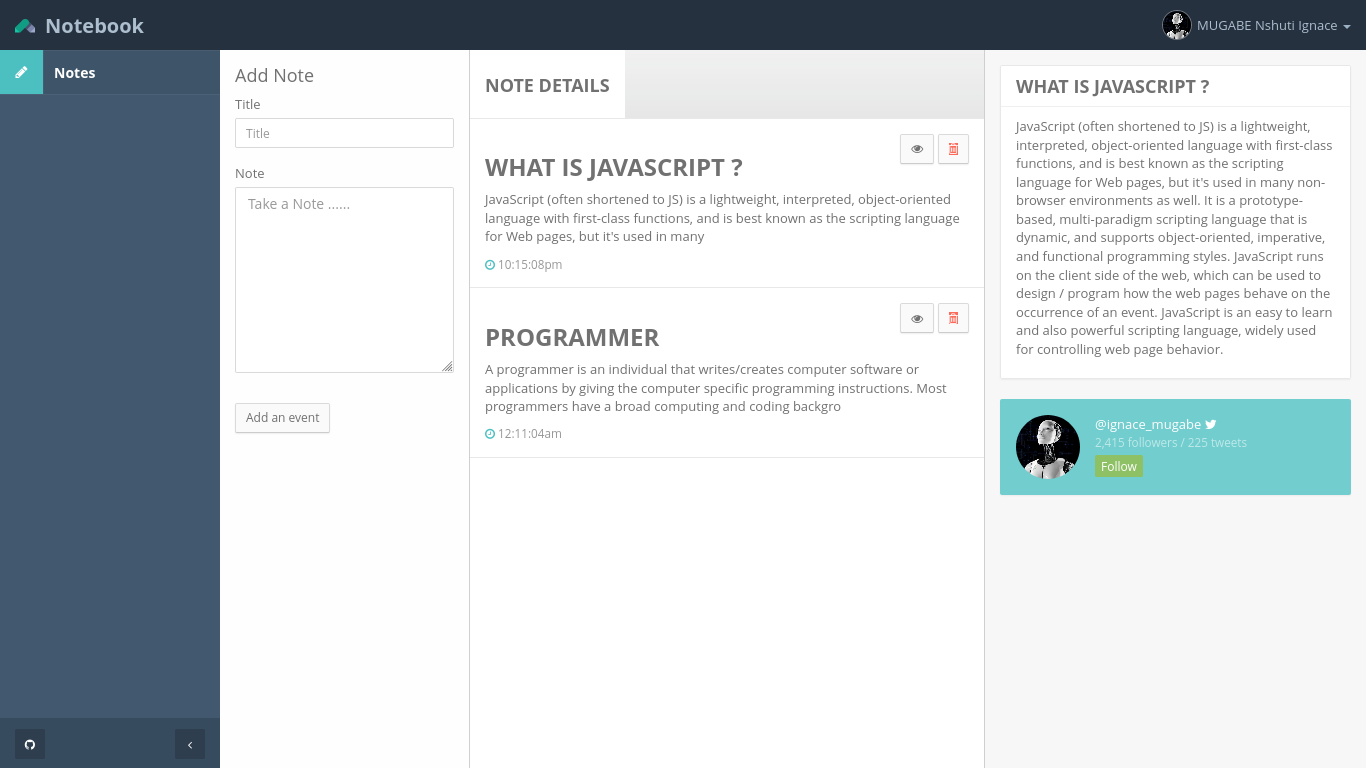 Notebook
MUGABE Nshuti Ignace
Notes
Add Note
Title
Title
Note
Take a Note ......
Add an event
NOTE DETAILS
WHAT IS JAVASCRIPT ?
JavaScript (often shortened to JS) is a lightweight, interpreted, object-oriented
language with first-class functions, and is best known as the scripting language
for Web pages, but it's used in many
10:15:08pm
PROGRAMMER
A programmer is an individual that writes/creates computer software or
applications by giving the computer specific programming instructions. Most
programmers have a broad computing and coding backgro
12:11:04am
WHAT IS JAVASCRIPT ?
JavaScript (often shortened to JS) is a lightweight,
interpreted, object-oriented language with first-class
functions, and is best known as the scripting
language for Web pages, but it's used in many non-
browser environments as well. It is a prototype-
based, multi-paradigm scripting language that is
dynamic, and supports object-oriented, imperative,
and functional programming styles. JavaScript runs
on the client side of the web, which can be used to
design / program how the web pages behave on the
occurrence of an event. JavaScript is an easy to learn
and also powerful scripting language, widely used
for controlling web page behavior.
@ignace_mugabe
2,415 followers / 225 tweets
Follow